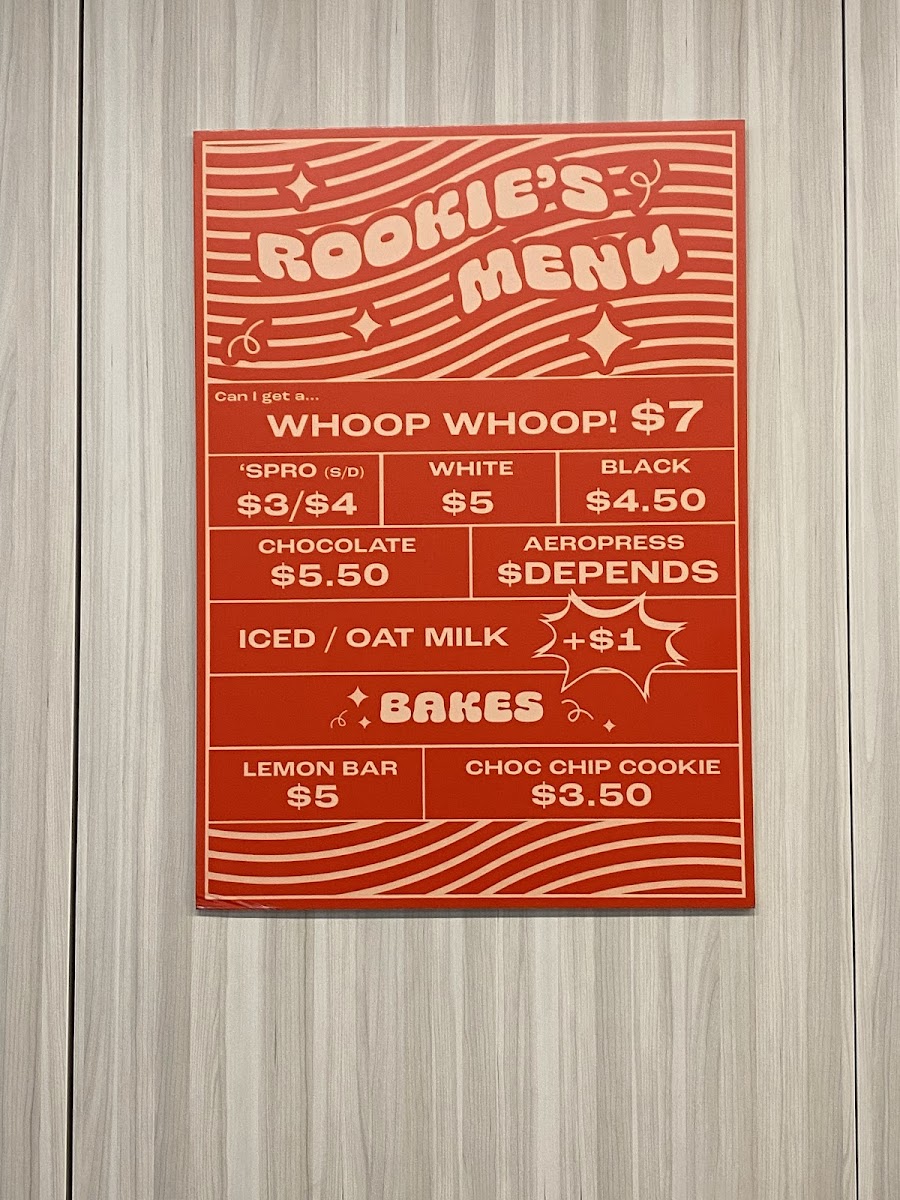 ROOKIE'S
MENU
Can I get a...
WHOOP WHOOP! $7
'SPRO (S/D)
$3/$4
WHITE
$5
BLACK
$4.50
CHOCOLATE
$5.50
AEROPRESS
$DEPENDS
ICED / OAT MILK
+$1
BAKES
LEMON BAR
$5
CHOC CHIP COOKIE
$3.50